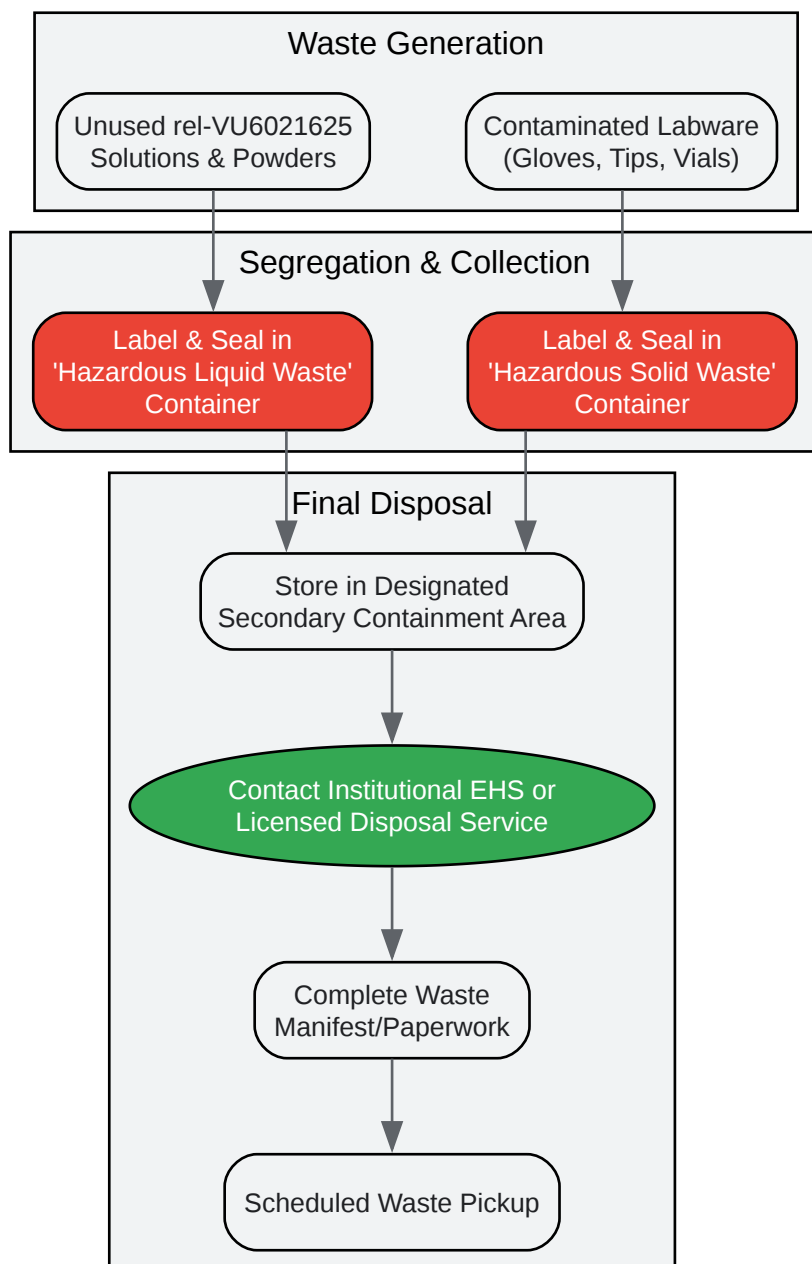 Waste Generation
Unused rel-VU6021625
Solutions & Powders
Contaminated Labware
(Gloves, Tips, Vials)
Segregation & Collection
Label & Seal in
'Hazardous Liquid Waste'
Container
Label & Seal in
'Hazardous Solid Waste'
Container
Final Disposal
Store in Designated
Secondary Containment Area
Contact Institutional EHS or
Licensed Disposal Service
Complete Waste
Manifest/Paperwork
Scheduled Waste Pickup